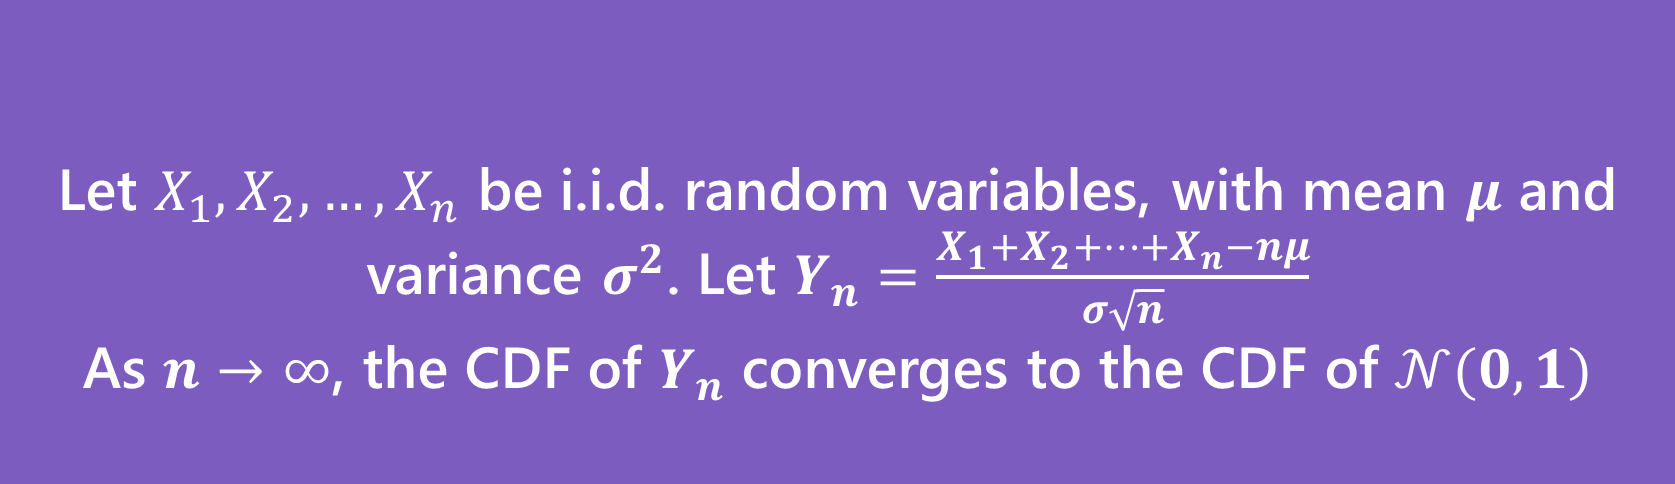 Let X₁, X₂, … , Xₙ be i.i.d. random variables, with mean μ and
variance σ². Let Yₙ = (X₁+X₂+⋯+Xₙ−nμ)/(σ√n)
As n → ∞, the CDF of Yₙ converges to the CDF of 𝒩(0, 1)